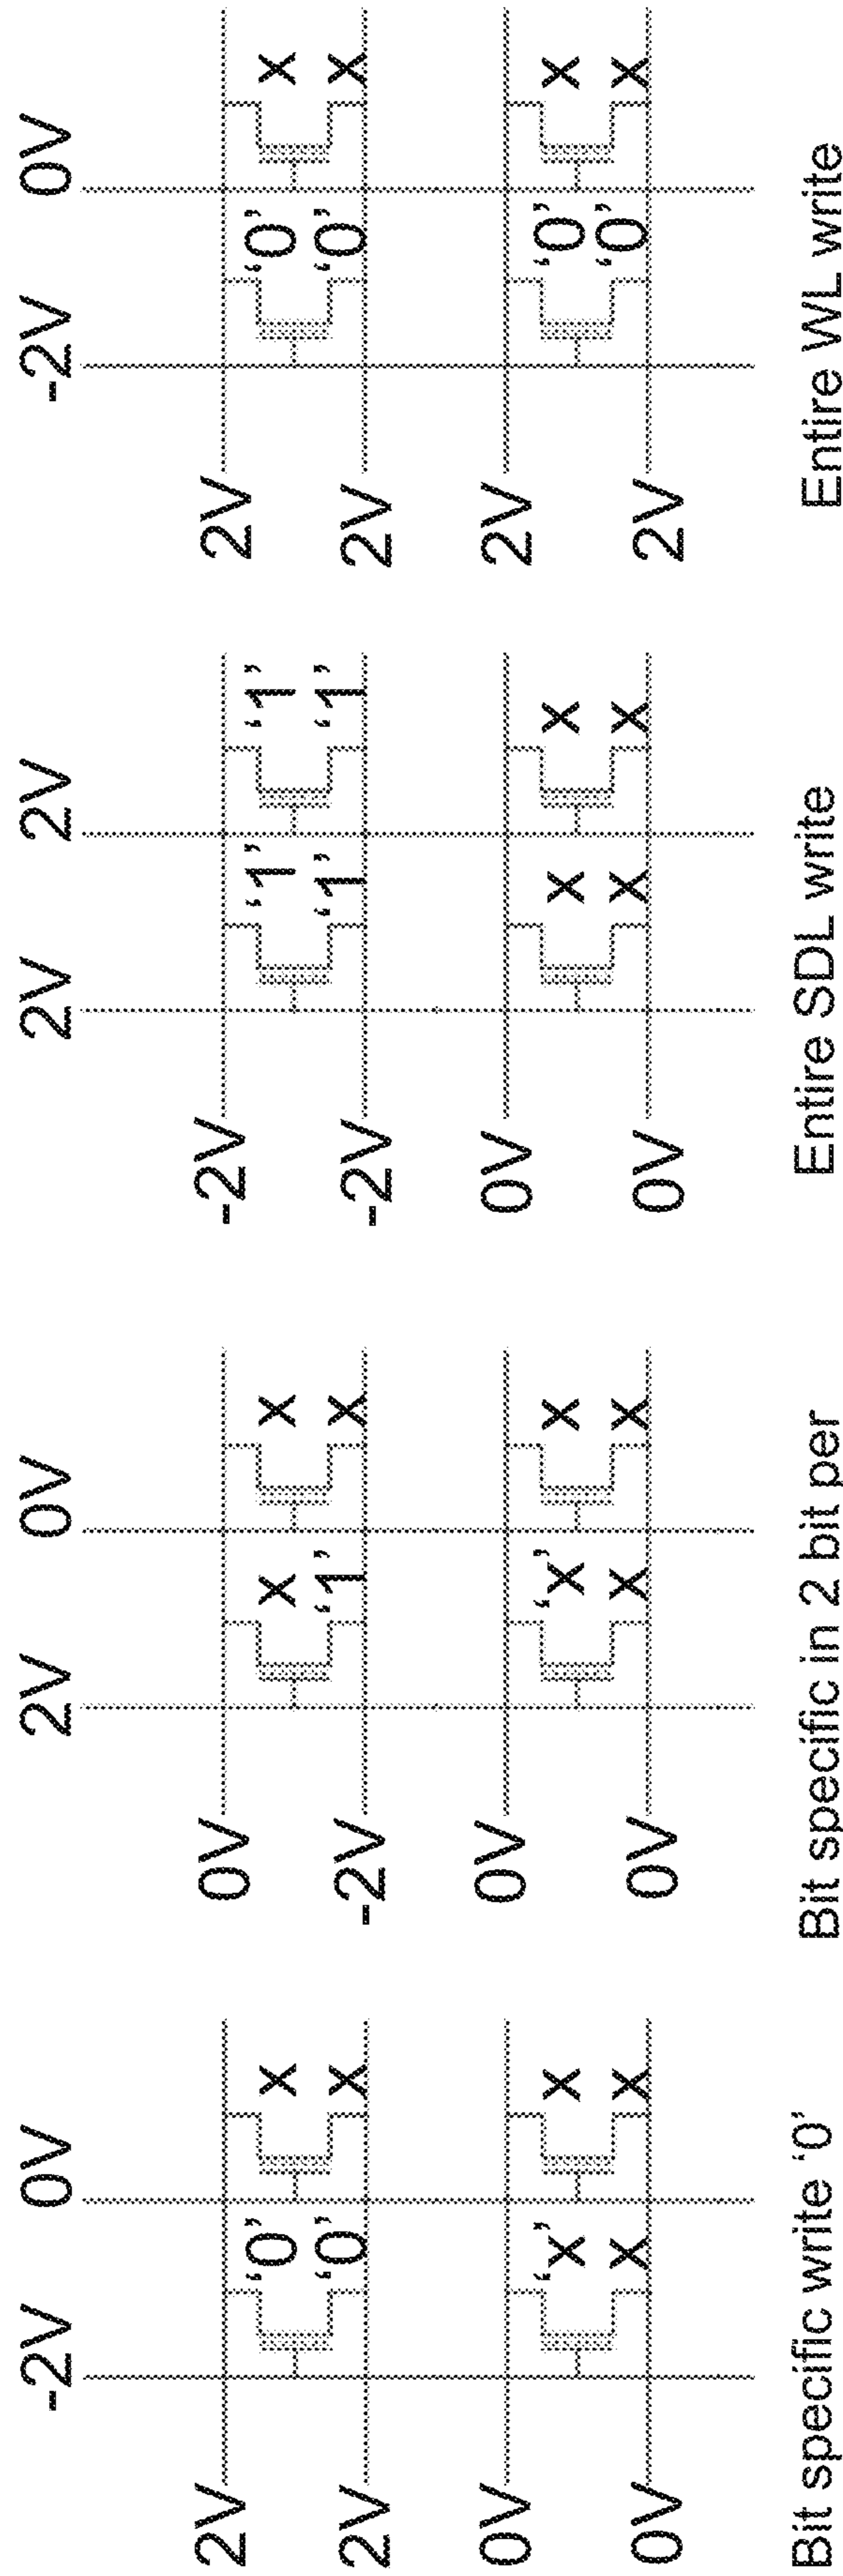 -2V 0V
2V '0' x
2V '0' x
0V 'x' x
0V x x
Bit specific write '0'
2V 0V
0V x x
-2V '1' x
0V 'x' x
0V x x
Bit specific in 2 bit per
2V 2V
-2V '1' '1'
-2V '1' '1'
0V x x
0V x x
Entire SDL write
-2V 0V
2V '0' x
2V '0' x
2V '0' x
2V '0' x
Entire WL write